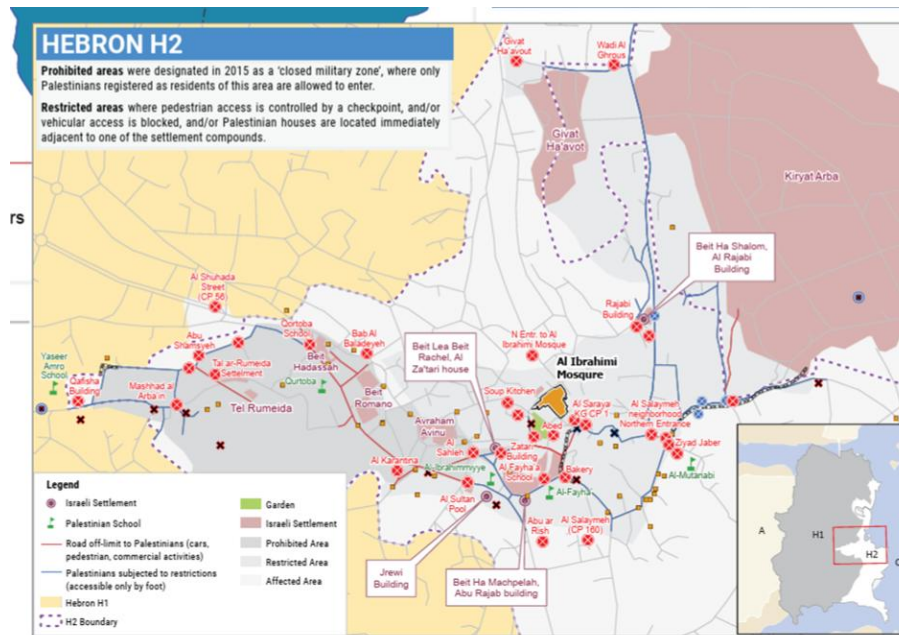 HEBRON H2
Prohibited areas were designated in 2015 as a 'closed military zone', where only
Palestinians registered as residents of this area are allowed to enter.
Restricted areas where pedestrian access is controlled by a checkpoint, and/or
vehicular access is blocked, and/or Palestinian houses are located immediately
adjacent to one of the settlement compounds.
rs
Givat
Ha'avout
Wadi Al
Ghrous
Givat
Ha'avot
Kiryat Arba
Beit Ha Shalom,
Al Rajabi
Building
Al Shuhada
Street
(CP 56)
Rajabi
Building
Abu
Shamsyeh
Qortoba
School
Bab Al
Baladeyeh
N Entr. to Al
Ibrahimi Mosque
Beit Lea Beit
Rachel, Al
Za'tari house
Al Ibrahimi
Mosqure
Yaseer
Amro
School
Qafisha
Building
Mashhad al
Arba'in
Tal ar-Rumeida
Settelment
Beit
Hadassah
Qurtoba
Beit
Romano
Tel Rumeida
Soup Kitchen
Abed
Al Saraya
KG CP 1
Al Salaymeh
neighborhood
Northern Entrance
Ziyad Jaber
Avraham
Avinu
Al
Sahleh
Zatari
Building
Al Karantina
Al-Ibrahimmiyye
Al Fayha'a
School
Bakery
Al-Mutanabi
Al Sultan
Pool
Al-Fayha
Abu ar
Rish
Al Salaymeh
(CP 160)
Jrewi
Building
Beit Ha Machpelah,
Abu Rajab building
Legend
Israeli Settlement
Palestinian School
Road off-limit to Palestinians (cars,
pedestrian, commercial activities)
Palestinians subjected to restrictions
(accessible only by foot)
Hebron H1
H2 Boundary
Garden
Israeli Settlement
Prohibited Area
Restricted Area
Affected Area
A
H1
H2